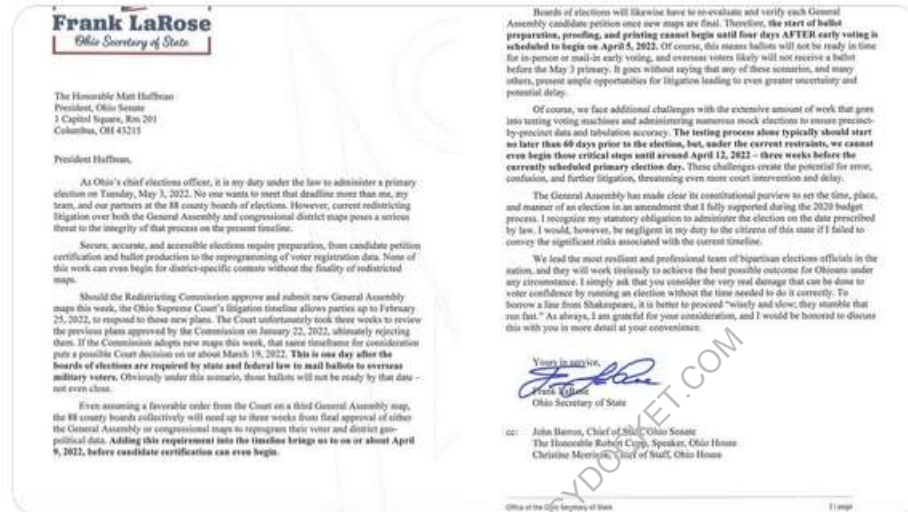 Frank LaRose
Ohio Secretary of State
The Honorable Matt Huffman
President, Ohio Senate
1 Capitol Square, Rm 201
Columbus, OH 43215
President Huffman,
As Ohio's chief elections officer, it is my duty under the law to administer a primary
election on Tuesday, May 3, 2022. No one wants to meet that deadline more than me, my
team, and our partners at the 88 county boards of elections. However, current redistricting
litigation over both the General Assembly and congressional district maps poses a serious
threat to the integrity of that process on the present timeline.
Secure, accurate, and accessible elections require preparation, from candidate petition
certification and ballot production to the reprogramming of voter registration data. None of
this work can even begin for district-specific contests without the finality of redistricted
maps.
Should the Redistricting Commission approve and submit new General Assembly
maps this week, the Ohio Supreme Court's litigation timeline allows parties up to February
25, 2022, to respond to those new plans. The Court unfortunately took three weeks to review
the previous plans approved by the Commission on January 22, 2022, ultimately rejecting
them. If the Commission adopts new maps this week, that same timeframe for consideration
puts a possible Court decision on or about March 19, 2022. This is one day after the
boards of elections are required by state and federal law to mail ballots to overseas
military voters. Obviously under this scenario, those ballots will not be ready by that date –
not even close.
Even assuming a favorable order from the Court on a third General Assembly map,
the 88 county boards collectively will need up to three weeks from final approval of either
the General Assembly or congressional maps to reprogram their voter and district geo-
political data. Adding this requirement into the timeline brings us to on or about April
9, 2022, before candidate certification can even begin.
Boards of elections will likewise have to re-evaluate and verify each General
Assembly candidate petition once new maps are final. Therefore, the start of ballot
preparation, proofing, and printing cannot begin until four days AFTER early voting is
scheduled to begin on April 5, 2022. Of course, this means ballots will not be ready in time
for in-person or mail-in early voting, and overseas voters likely will not receive a ballot
before the May 3 primary. It goes without saying that any of these scenarios, and many
others, present ample opportunities for litigation leading to even greater uncertainty and
potential delay.
Of course, we face additional challenges with the extensive amount of work that goes
into testing voting machines and administering numerous mock elections to ensure precinct-
by-precinct data and tabulation accuracy. The testing process alone typically should start
no later than 60 days prior to the election, but, under the current restraints, we cannot
even begin those critical steps until around April 12, 2022 – three weeks before the
currently scheduled primary election day. These challenges create the potential for error,
confusion, and further litigation, threatening even more court intervention and delay.
The General Assembly has made clear its constitutional purview to set the time, place,
and manner of an election in an amendment that I fully supported during the 2020 budget
process. I recognize my statutory obligation to administer the election on the date prescribed
by law. I would, however, be negligent in my duty to the citizens of this state if I failed to
convey the significant risks associated with the current timeline.
We lead the most resilient and professional team of bipartisan elections officials in the
nation, and they will work tirelessly to achieve the best possible outcome for Ohioans under
any circumstance. I simply ask that you consider the very real damage that can be done to
voter confidence by running an election without the time needed to do it correctly. To
borrow a line from Shakespeare, it is better to proceed "wisely and slow; they stumble that
run fast." As always, I am grateful for your consideration, and I would be honored to discuss
this with you in more detail at your convenience.
Yours in service,
Frank LaRose
Ohio Secretary of State
cc: John Barron, Chief of Staff, Ohio Senate
The Honorable Robert Cupp, Speaker, Ohio House
Christine Morrison, Chief of Staff, Ohio House
Office of the Ohio Secretary of State
page
YDOCKET.COM